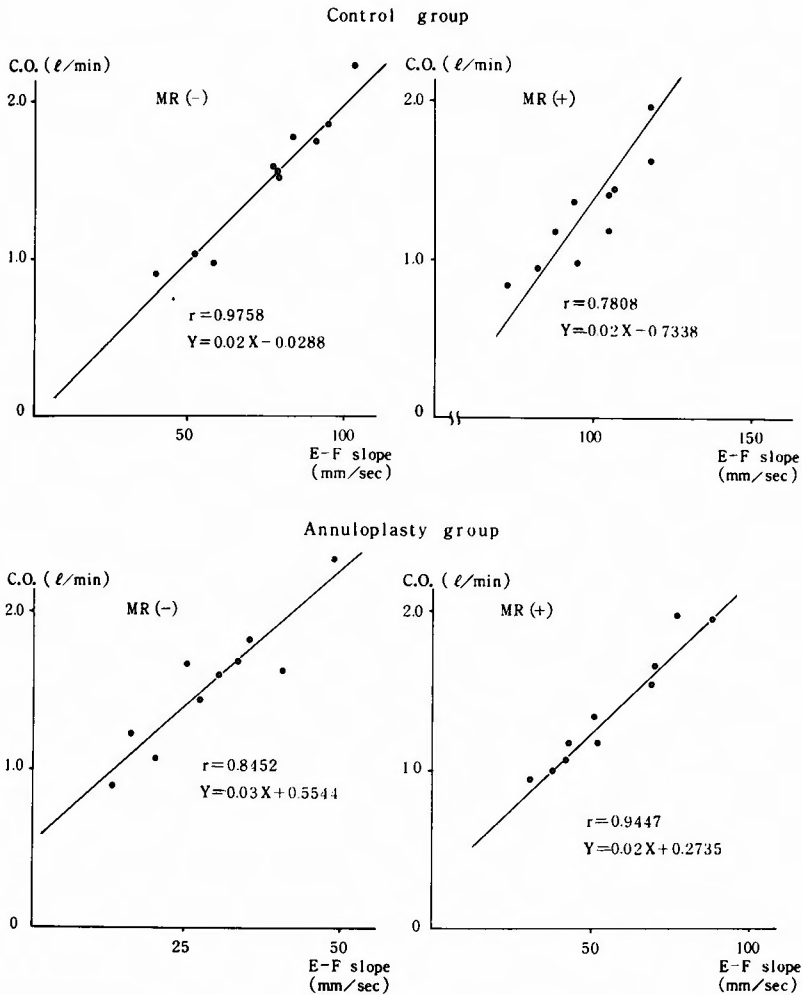 Control group
C.O. (ℓ/min)
MR (-)
2.0
1.0
0
r=0.9758
Y=0.02X-0.0288
50
100
E-F slope
(mm/sec)
C.O. (ℓ/min)
MR (+)
2.0
1.0
0
r=0.7808
Y=0.02X-0.7338
100
150
E-F slope
(mm/sec)
Annuloplasty group
C.O. (ℓ/min)
MR (-)
2.0
1.0
0
r=0.8452
Y=0.03X+0.5544
25
50
E-F slope
(mm/sec)
C.O. (ℓ/min)
MR (+)
2.0
1 0
0
r=0.9447
Y=0.02X+0.2735
50
100
E-F slope
(mm/sec)